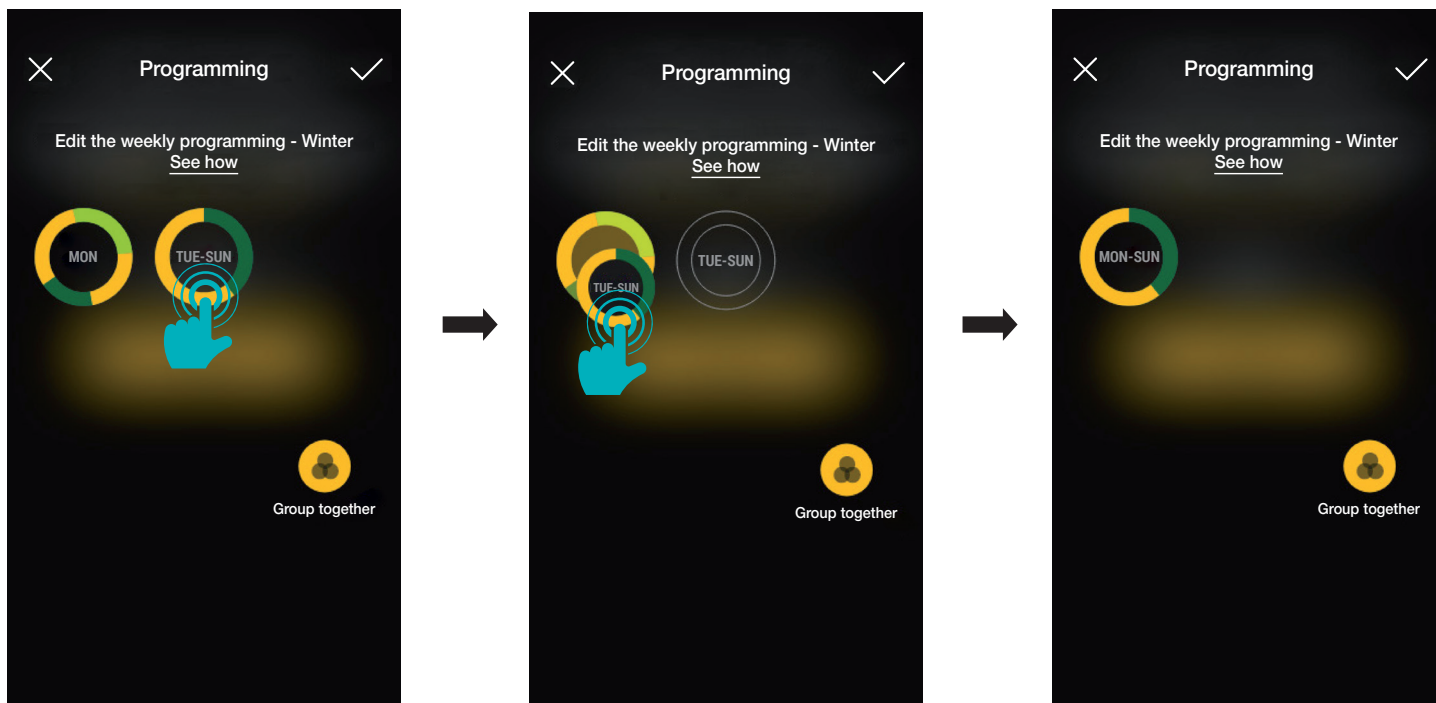 Programming
Edit the weekly programming - Winter
See how
MON
TUE-SUN
Group together
Programming
Edit the weekly programming - Winter
See how
TUE-SUN
TUE-SUN
Group together
Programming
Edit the weekly programming - Winter
See how
MON-SUN
Group together